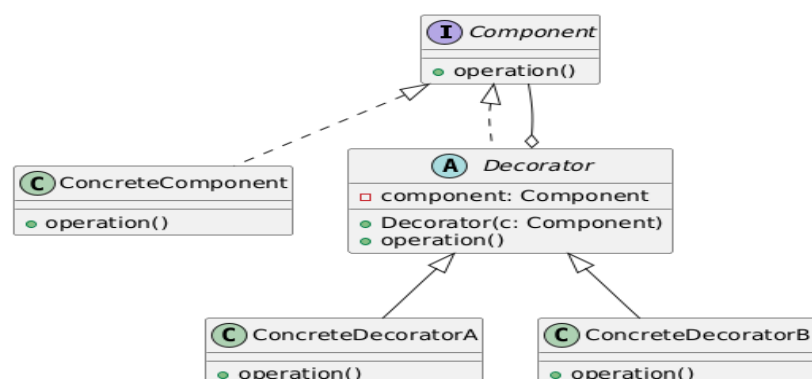 I Component
operation()
C ConcreteComponent
operation()
A Decorator
component: Component
Decorator(c: Component)
operation()
C ConcreteDecoratorA
operation()
C ConcreteDecoratorB
operation()